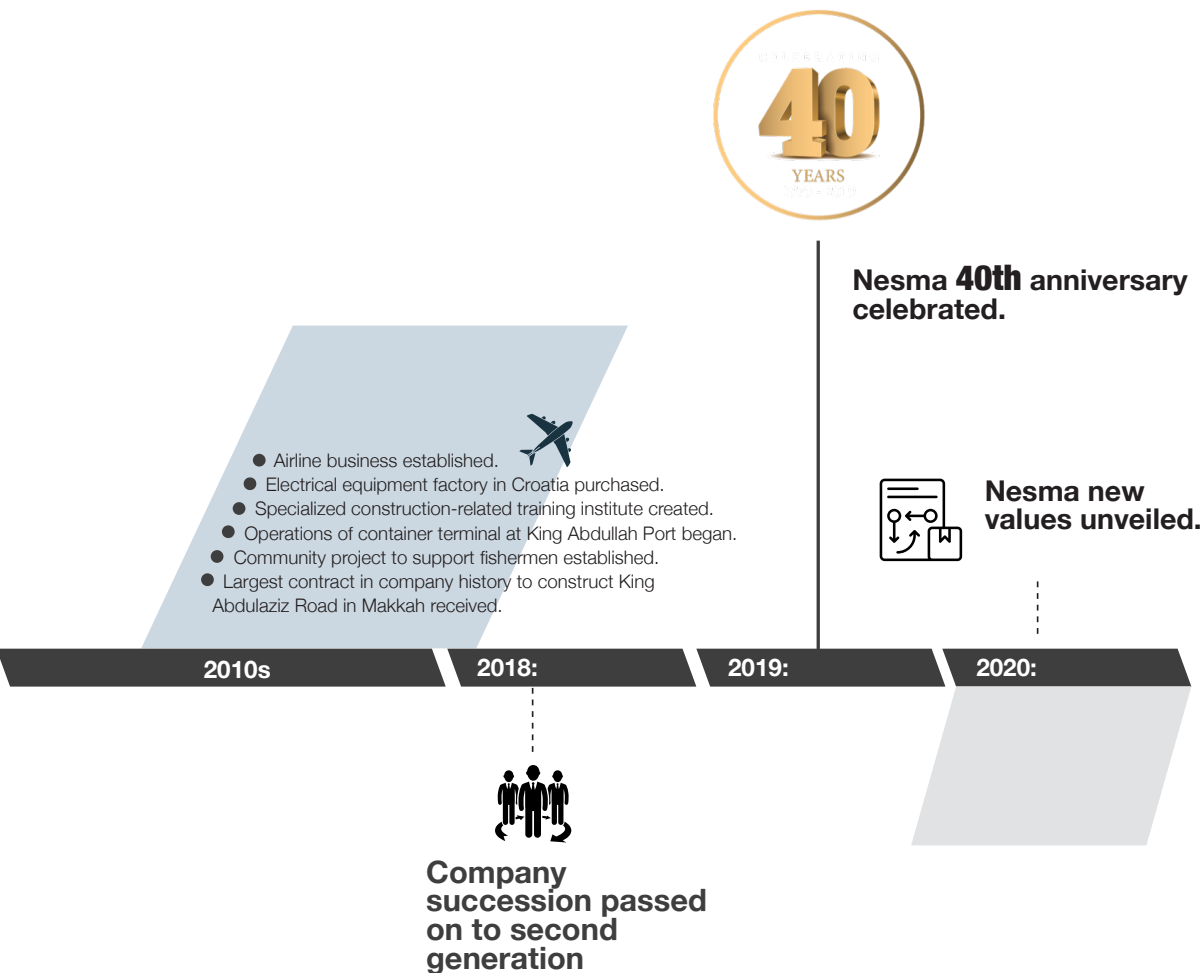 40
YEARS
Nesma 40th anniversary
celebrated.
● Airline business established.
● Electrical equipment factory in Croatia purchased.
● Specialized construction-related training institute created.
● Operations of container terminal at King Abdullah Port began.
● Community project to support fishermen established.
● Largest contract in company history to construct King
Abdulaziz Road in Makkah received.
Nesma new
values unveiled.
2010s
2018:
2019:
2020:
Company
succession passed
on to second
generation